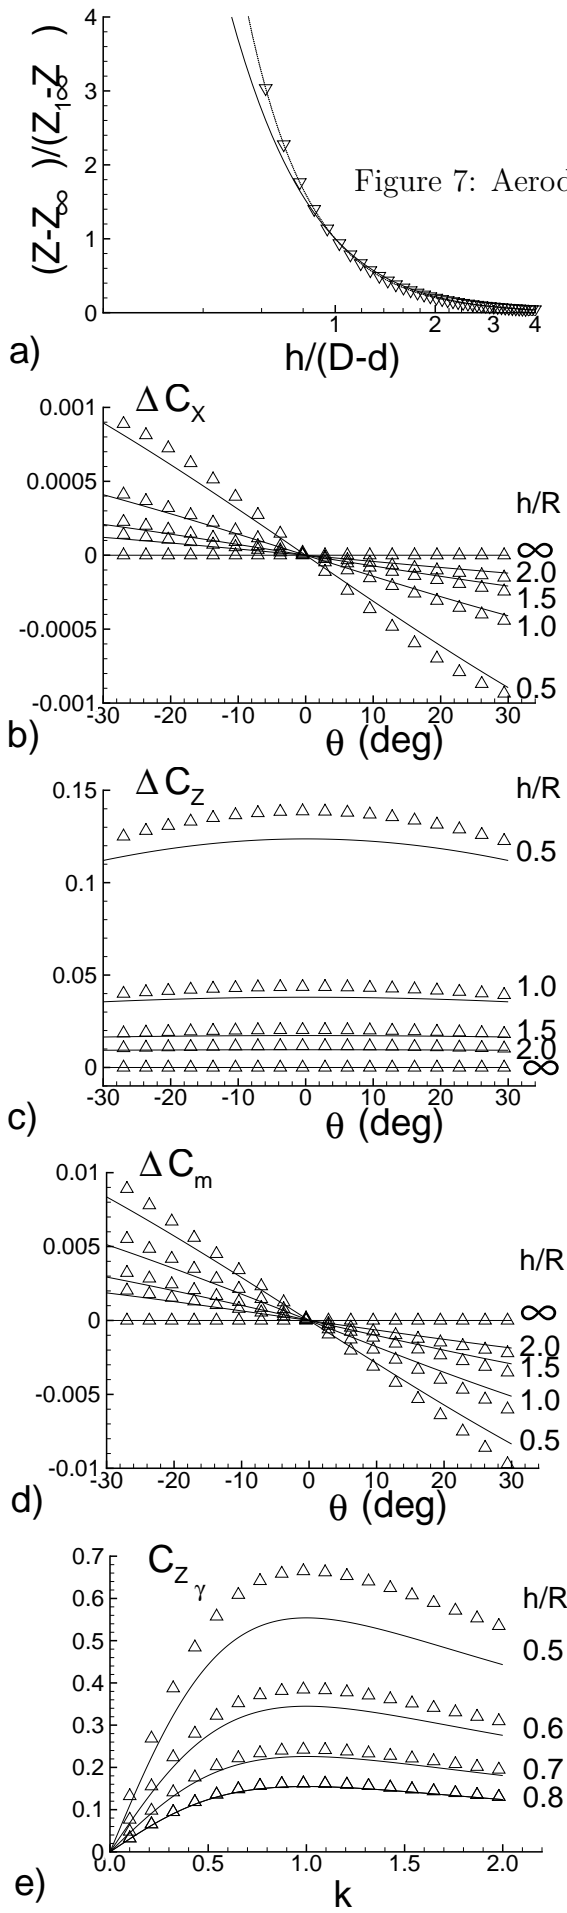 4
3
2
1
0
(Z-Z∞)/(Z₁-Z∞)
Figure 7: Aerod
1 2 3 4
a) h/(D-d)
Δ C_X
0.001
0.0005
0
-0.0005
-0.001
h/R
∞
2.0
1.5
1.0
0.5
-30 -20 -10 0 10 20 30
b) θ (deg)
Δ C_Z
0.15
0.1
0.05
0
h/R
0.5
1.0
1.5
2.0
∞
-30 -20 -10 0 10 20 30
c) θ (deg)
Δ C_m
0.01
0.005
0
-0.005
-0.01
h/R
∞
2.0
1.5
1.0
0.5
-30 -20 -10 0 10 20 30
d) θ (deg)
C_Z_γ
0.7
0.6
0.5
0.4
0.3
0.2
0.1
0
h/R
0.5
0.6
0.7
0.8
0.0 0.5 1.0 1.5 2.0
e) k